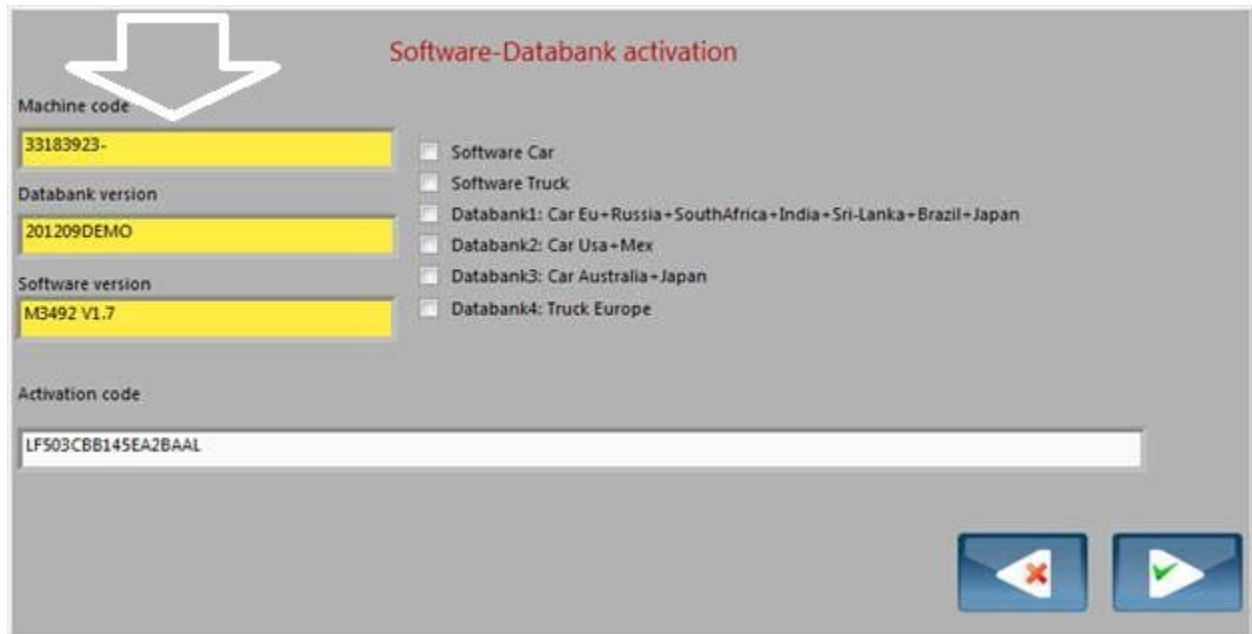 Software-Databank activation
Machine code
33183923-
Databank version
201209DEMO
Software version
M3492 V1.7
Software Car
Software Truck
Databank1: Car Eu+Russia+SouthAfrica+India+Sri-Lanka+Brazil+Japan
Databank2: Car Usa+Mex
Databank3: Car Australia+Japan
Databank4: Truck Europe
Activation code
LF503CBB145EA2BAAL